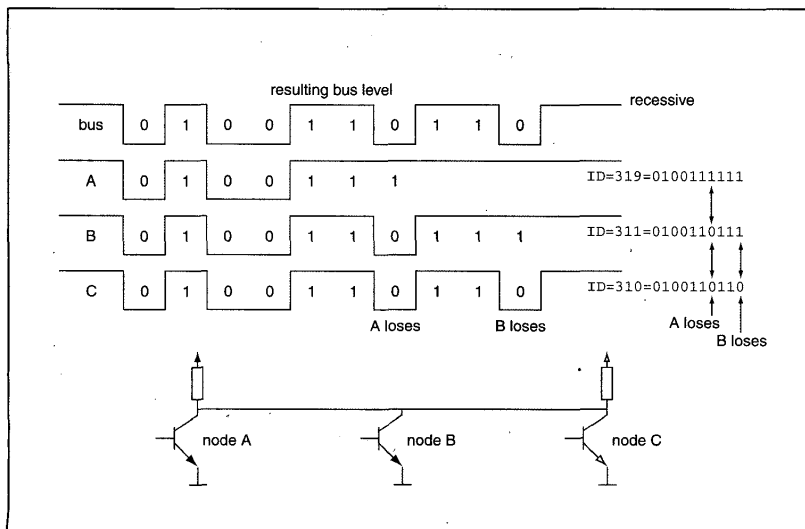 resulting bus level
recessive
bus 0 1 0 0 1 1 0 1 1 0
A 0 1 0 0 1 1 1 ID=319=0100111111
B 0 1 0 0 1 1 0 1 1 1 ID=311=0100110111
C 0 1 0 0 1 1 0 1 1 0 ID=310=0100110110
A loses B loses A loses
B loses
node A node B node C